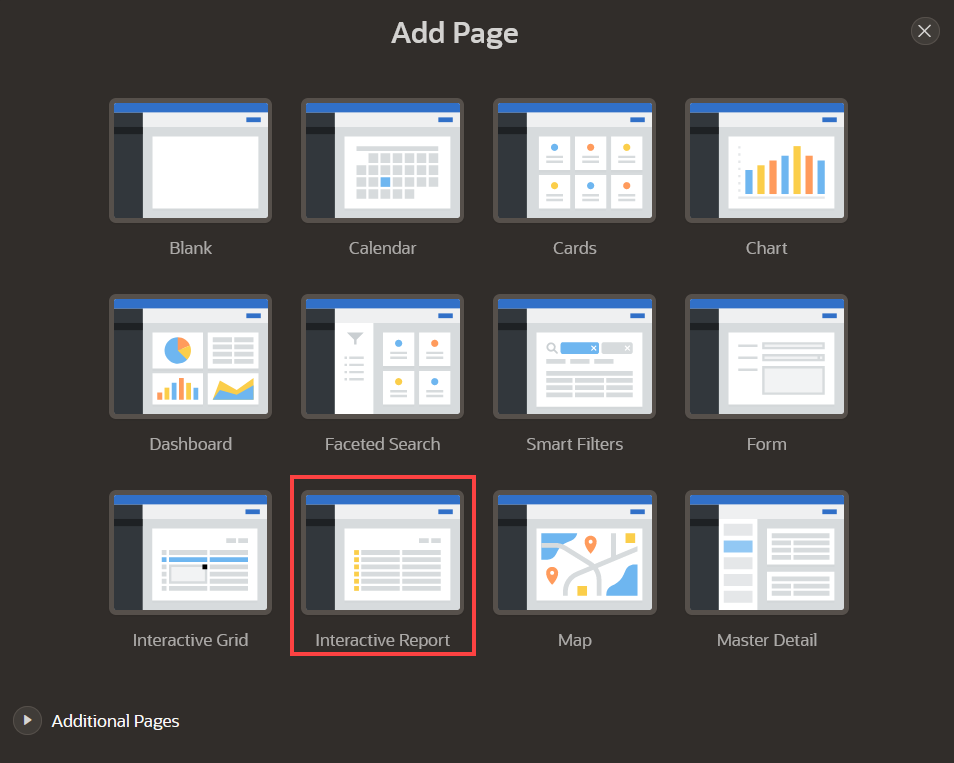 Add Page
Blank
Calendar
Cards
Chart
Dashboard
Faceted Search
Smart Filters
Form
Interactive Grid
Interactive Report
Map
Master Detail
Additional Pages